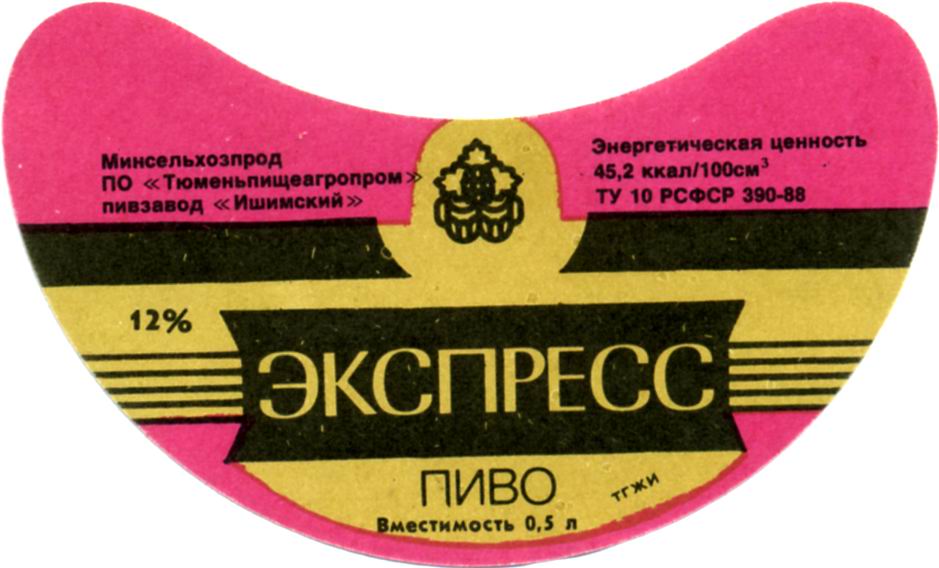 Минсельхозпрод
ПО «Тюменьпищеагропром»
пивзавод «Ишимский»
Энергетическая ценность
45,2 ккал/100см³
ТУ 10 РСФСР 390-88
12%
ЭКСПРЕСС
ПИВО
тгжи
Вместимость 0,5 л